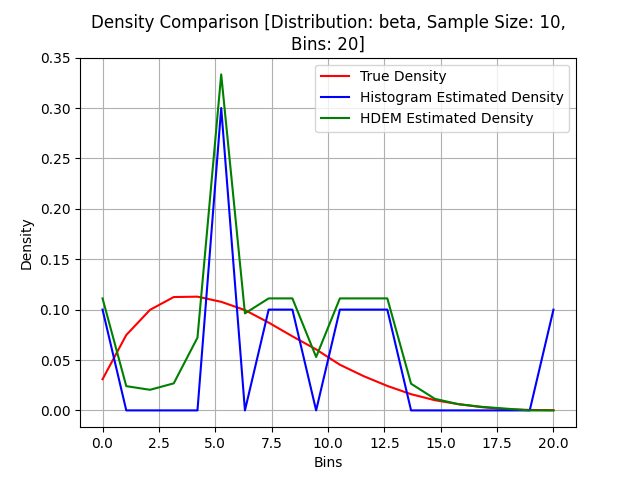 Density Comparison [Distribution: beta, Sample Size: 10,
Bins: 20]
True Density
Histogram Estimated Density
HDEM Estimated Density
Density
0.35
0.30
0.25
0.20
0.15
0.10
0.05
0.00
0.0 2.5 5.0 7.5 10.0 12.5 15.0 17.5 20.0
Bins